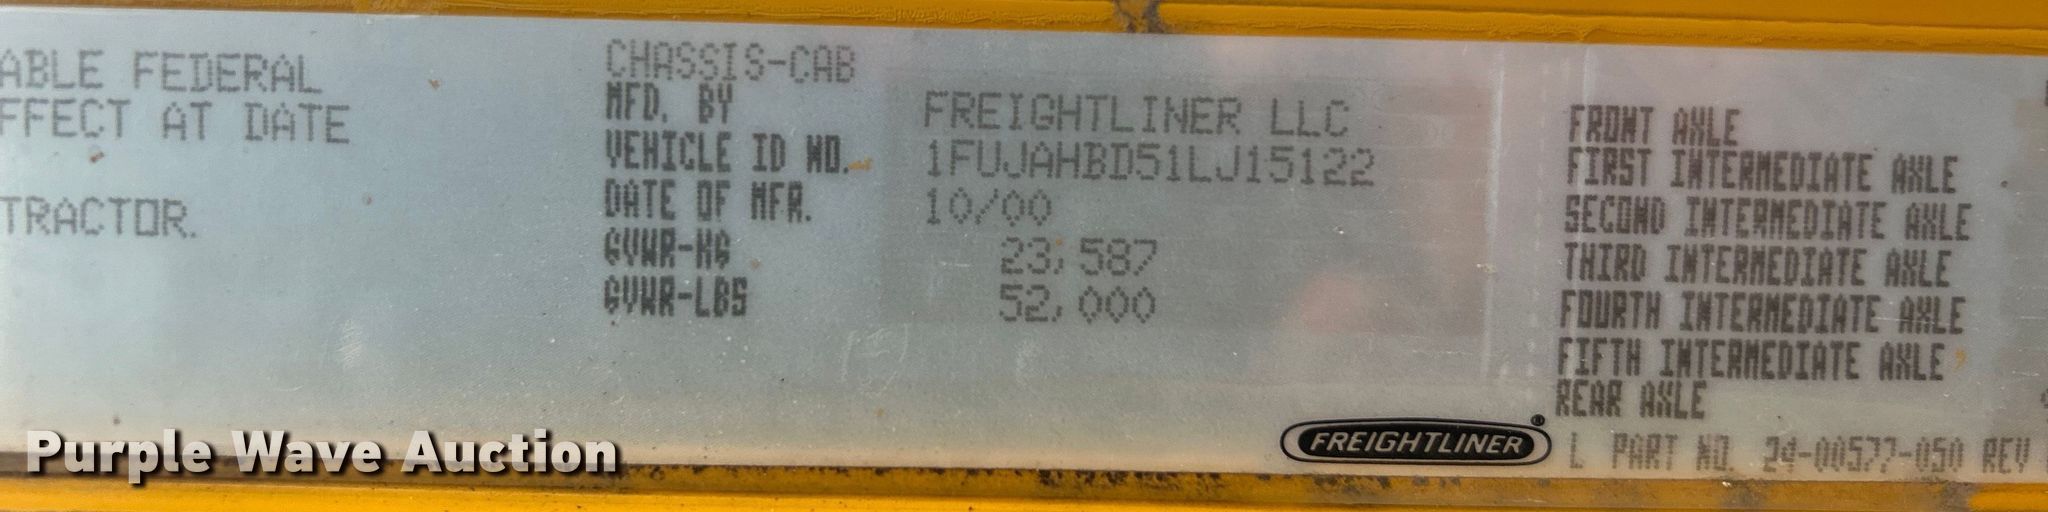 ABLE FEDERAL
FFECT AT DATE
TRACTOR.
CHASSIS-CAB
MFD. BY FREIGHTLINER LLC
VEHICLE ID NO. 1FUJAHBD51LJ15122
DATE OF MFR. 10/00
GVWR-KG 23,587
GVWR-LBS 52,000
FRONT AXLE
FIRST INTERMEDIATE AXLE
SECOND INTERMEDIATE AXLE
THIRD INTERMEDIATE AXLE
FOURTH INTERMEDIATE AXLE
FIFTH INTERMEDIATE AXLE
REAR AXLE
FREIGHTLINER®
L PART NO. 24-00577-050 REV
Purple Wave Auction